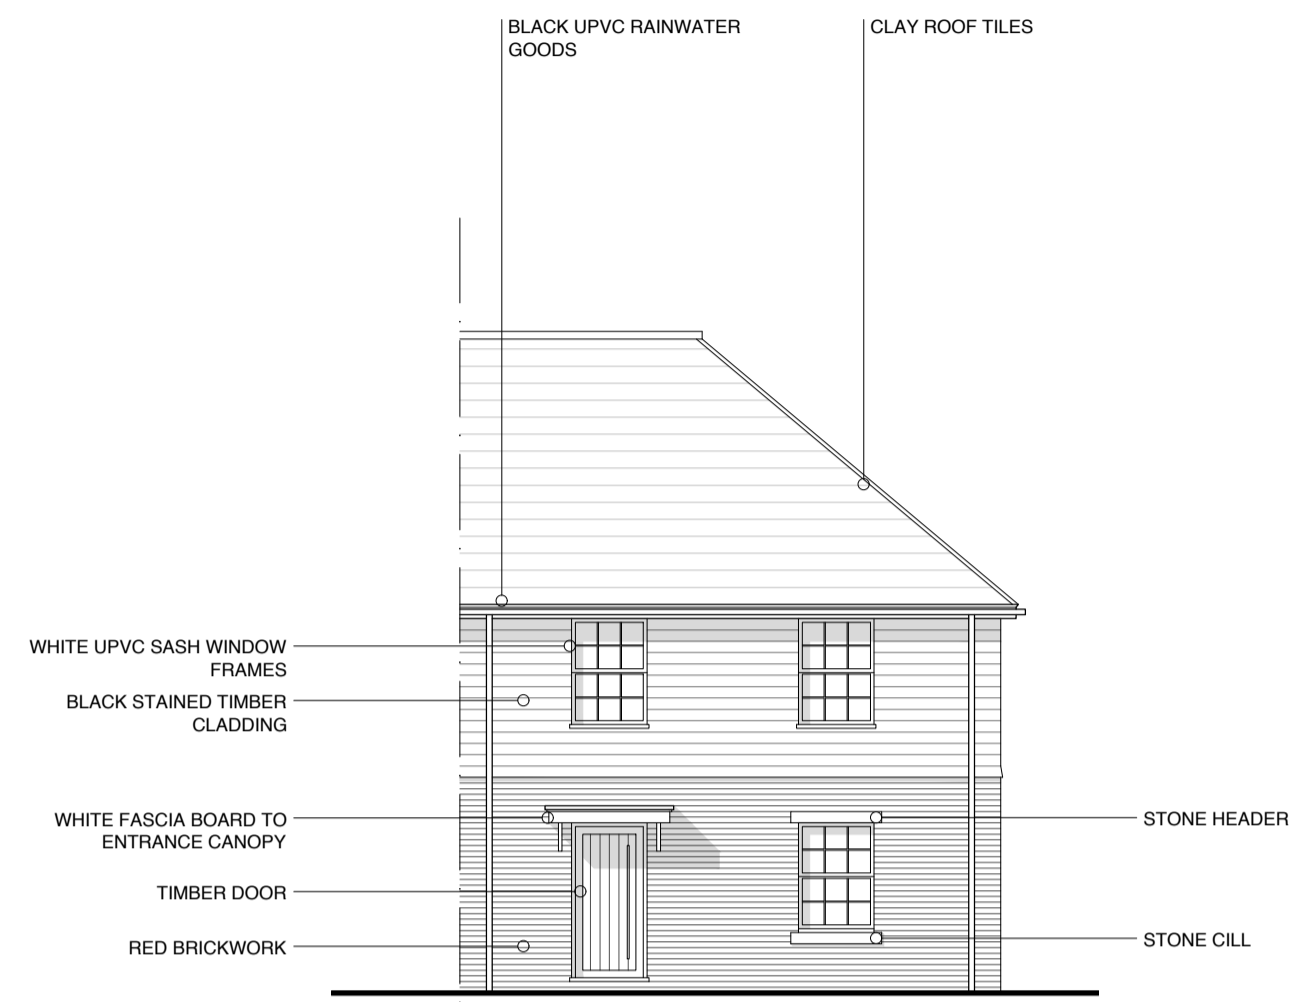 BLACK UPVC RAINWATER
GOODS
CLAY ROOF TILES
WHITE UPVC SASH WINDOW
FRAMES
BLACK STAINED TIMBER
CLADDING
WHITE FASCIA BOARD TO
ENTRANCE CANOPY
STONE HEADER
TIMBER DOOR
RED BRICKWORK
STONE CILL